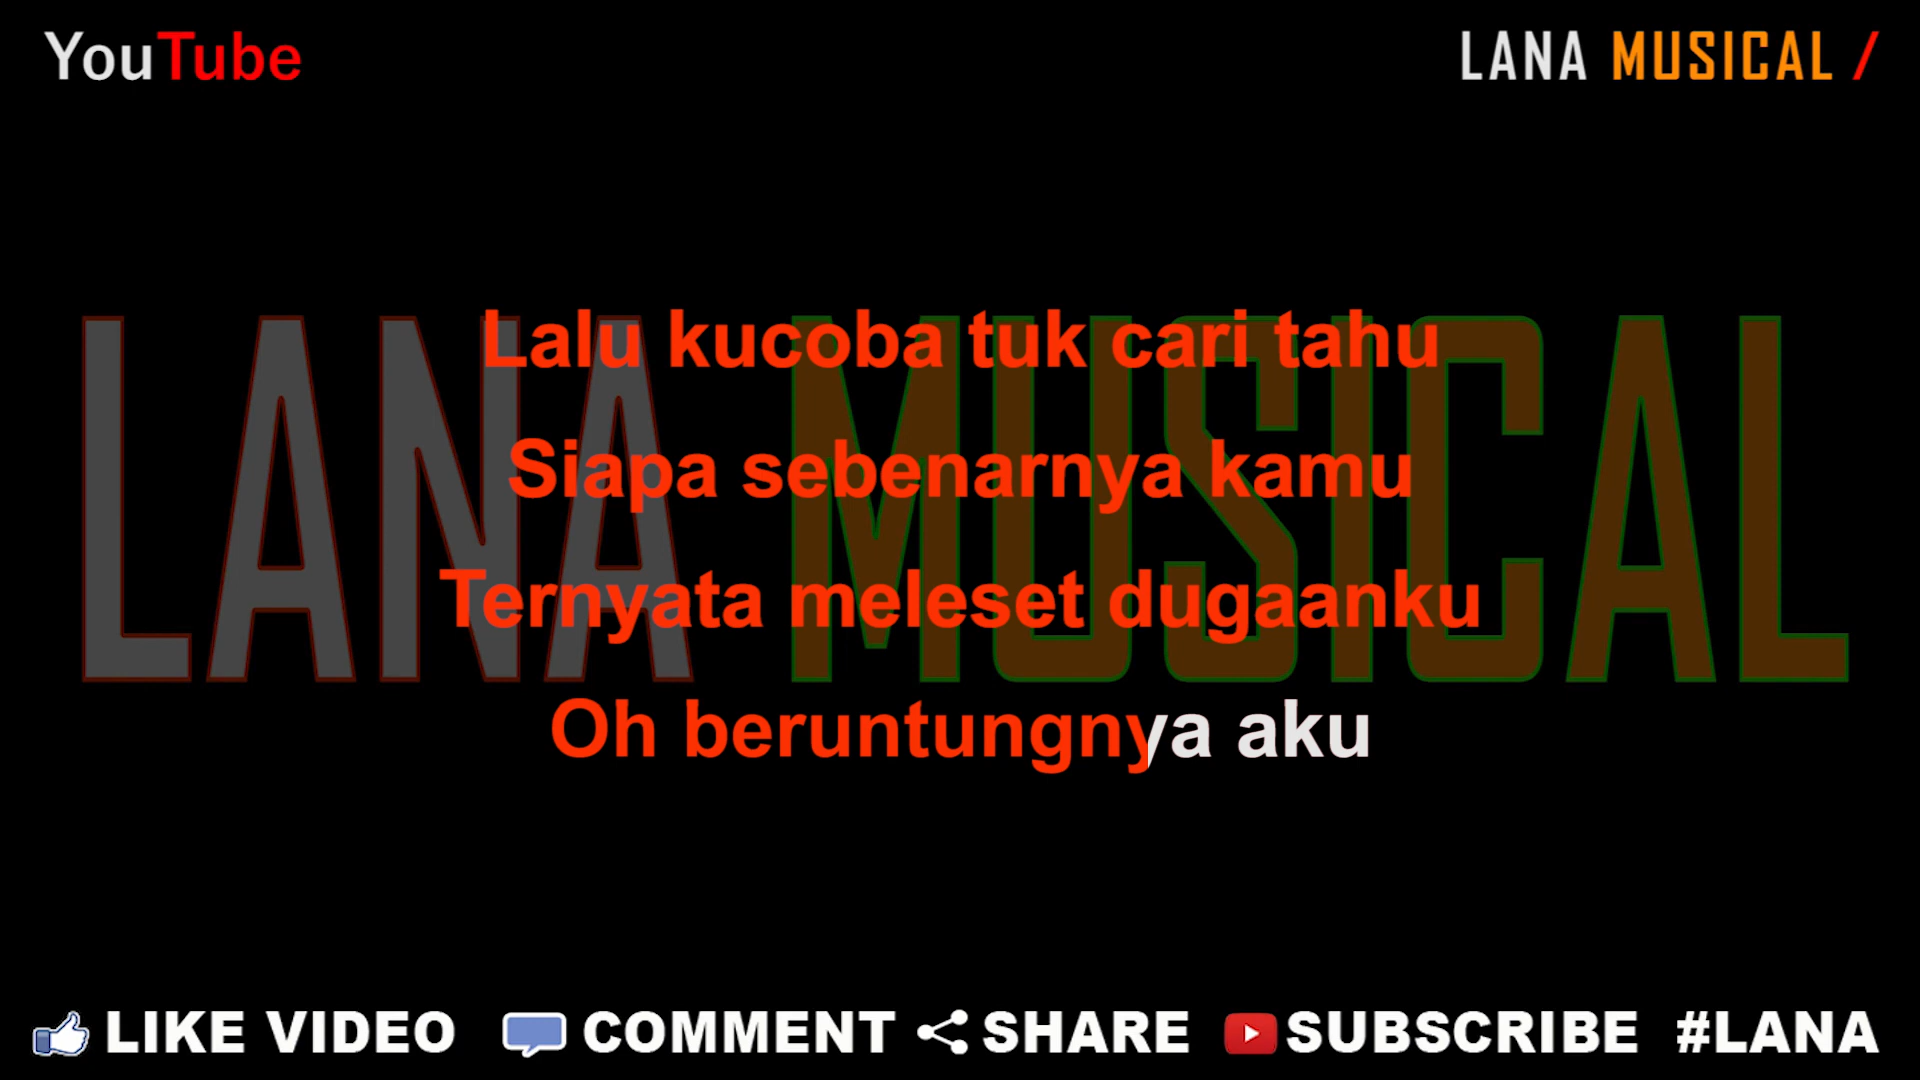 YouTube
LANA MUSICAL /
LANA MUSICAL
Lalu kucoba tuk cari tahu
Siapa sebenarnya kamu
Ternyata meleset dugaanku
Oh beruntungnya aku
LIKE VIDEO COMMENT SHARE SUBSCRIBE #LANA